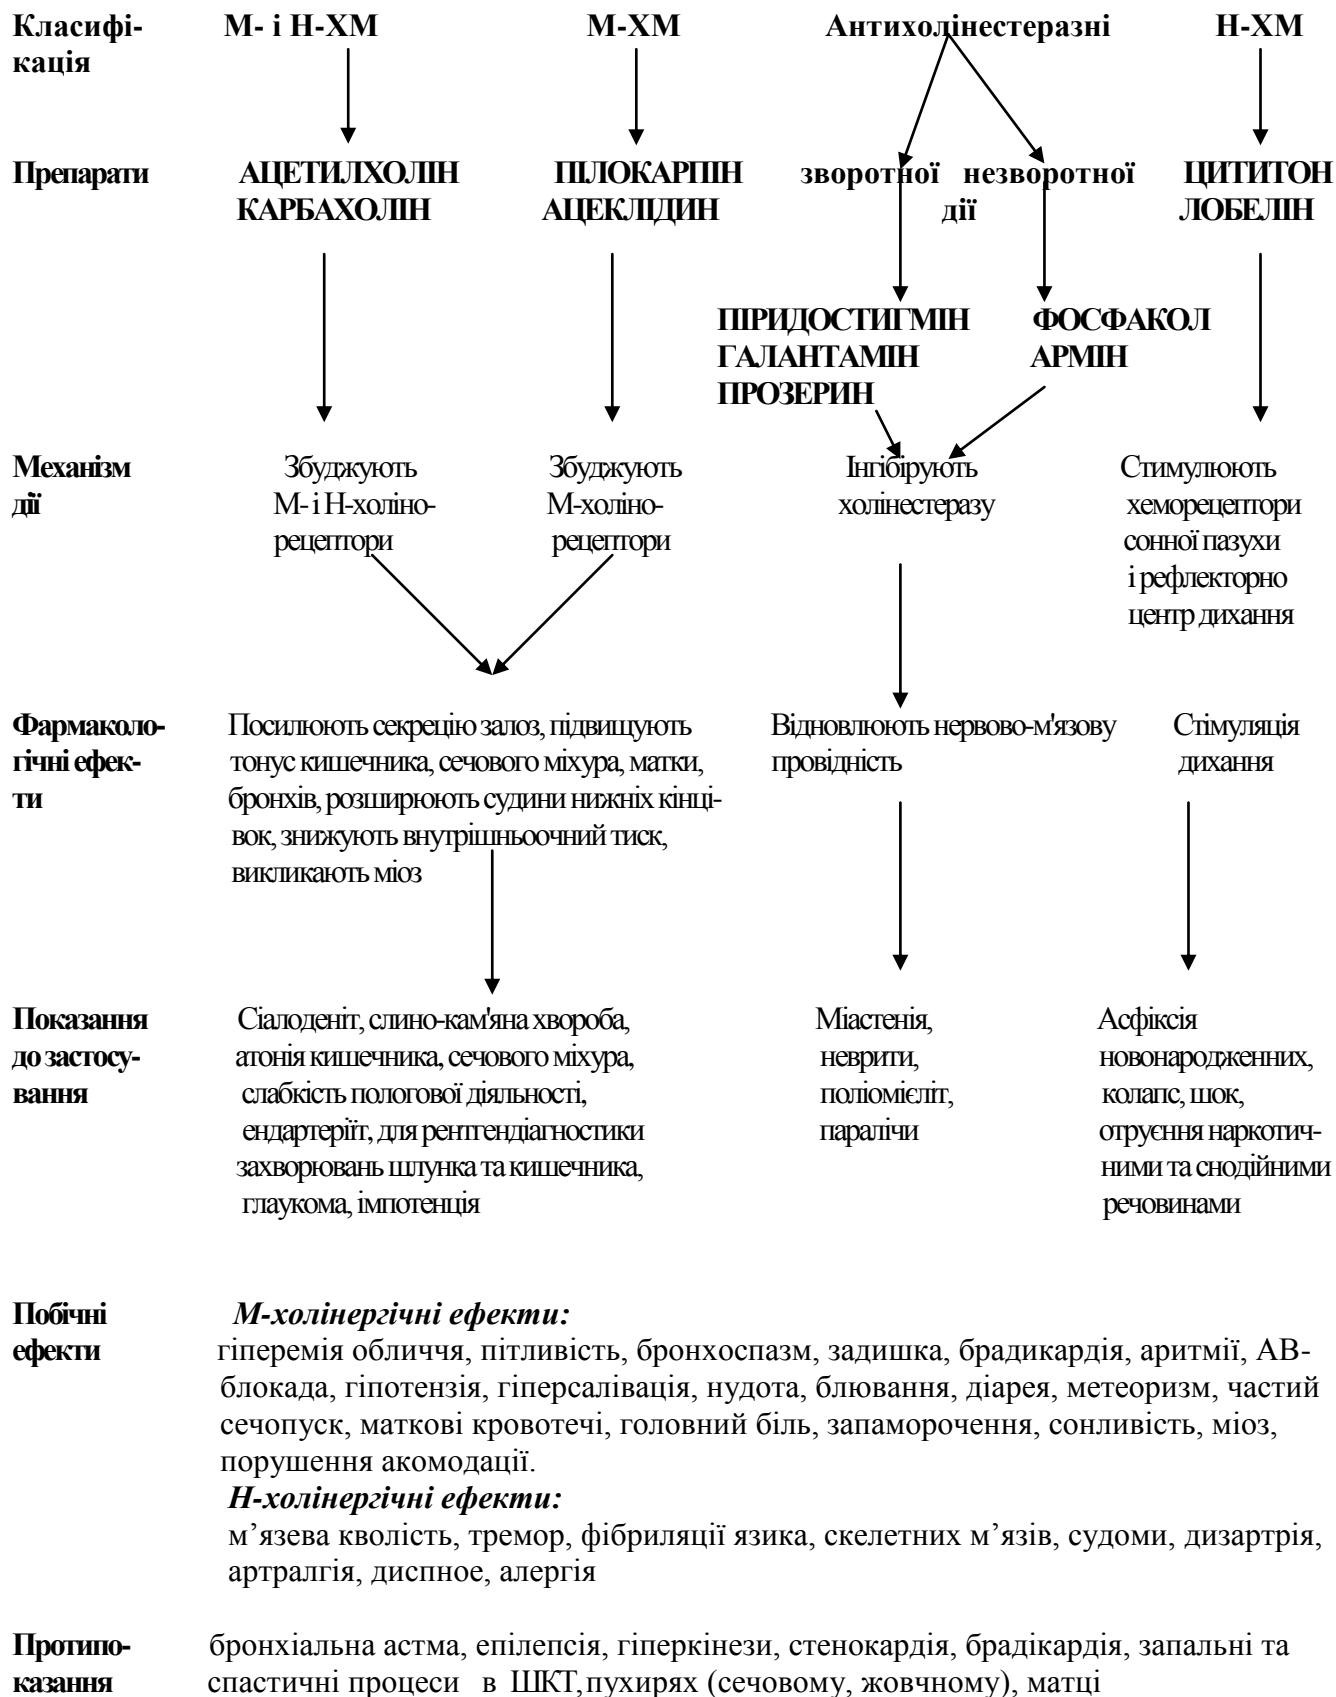 Класифі- М- і Н-ХМ М-ХМ Антихолінестеразні Н-ХМ
кація
Препарати АЦЕТИЛХОЛІН ПІЛОКАРПІН зворотної незворотної ЦИТИТОН
КАРБАХОЛІН АЦЕКЛІДИН дії ЛОБЕЛІН
ПІРИДОСТИГМІН ФОСФАКОЛ
ГАЛАНТАМІН АРМІН
ПРОЗЕРИН
Механізм Збуджують Збуджують Інгібірують Стимулюють
дії М- і Н-холіно- М-холіно- холінестеразу хеморецептори
рецептори рецептори сонної пазухи
і рефлекторно
центр дихання
Фармаколо- Посилюють секрецію залоз, підвищують Відновлюють нервово-м'язову Стімуляція
гічні ефек- тонус кишечника, сечового міхура, матки, провідність дихання
ти бронхів, розширюють судини нижніх кінці-
вок, знижують внутрішньоочний тиск,
викликають міоз
Показання Сіалоденіт, слино-кам'яна хвороба, Міастенія, Асфіксія
до застосу- атонія кишечника, сечового міхура, неврити, новонародженних,
вання слабкість пологової діяльності, поліомієліт, колапс, шок,
ендартеріїт, для рентгендіагностики паралічи отруєння наркотич-
захворювань шлунка та кишечника, ними та снодійними
глаукома, імпотенція речовинами
Побічні М-холінергічні ефекти:
ефекти гіперемія обличчя, пітливість, бронхоспазм, задишка, брадикардія, аритмії, АВ-
блокада, гіпотензія, гіперсалівація, нудота, блювання, діарея, метеоризм, частий
сечопуск, маткові кровотечі, головний біль, запаморочення, сонливість, міоз,
порушення акомодації.
Н-холінергічні ефекти:
м’язева кволість, тремор, фібриляції язика, скелетних м’язів, судоми, дизартрія,
артралгія, диспное, алергія
Протипо- бронхіальна астма, епілепсія, гіперкінези, стенокардія, брадікардія, запальні та
казання спастичні процеси в ШКТ, пухирях (сечовому, жовчному), матці